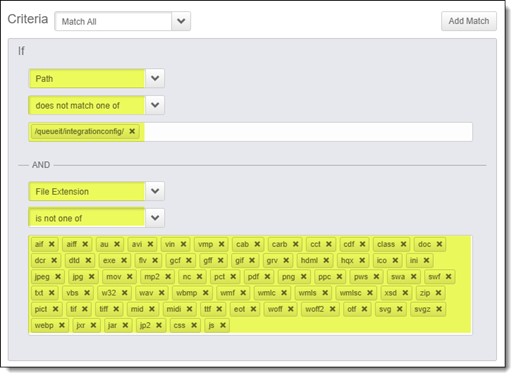 Criteria Match All Add Match
If
Path
does not match one of
/queueit/integrationconfig/ ×
AND
File Extension
is not one of
aif × aiff × au × avi × vin × vmp × cab × carb × cct × cdf × class × doc ×
dcr × dtd × exe × flv × gcf × gff × gif × grv × hdml × hqx × ico × ini ×
jpeg × jpg × mov × mp2 × nc × pct × pdf × png × ppc × pws × swa × swf ×
txt × vbs × w32 × wav × wbmp × wmf × wmlc × wmls × wmlsc × xsd × zip ×
pict × tif × tiff × mid × midi × ttf × eot × woff × woff2 × otf × svg × svgz ×
webp × jxr × jar × jp2 × css × js ×